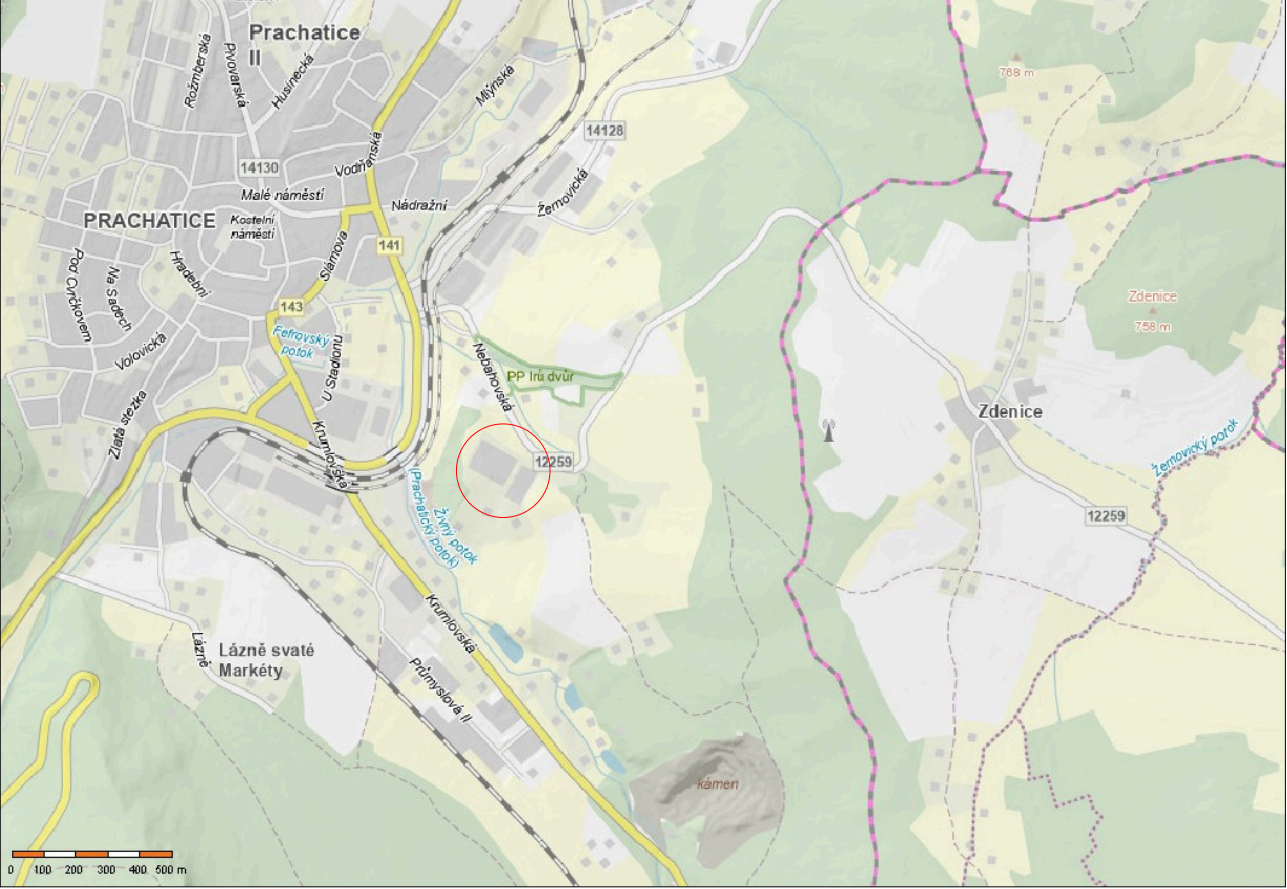 Prachatice
II
Rožmberská
Pivovarská
Husinecká
Mlýnská
768 m
14128
14130
Vodňanská
Malé náměstí
Nádražní
Žernovická
PRACHATICE
Kostelní
náměstí
141
Slámova
Hradební
Pod Cvrčkovem
Na Sadech
Zdenice
758 m
143
Fefrovský
potok
Volovická
U Stadionu
Nebahovská
PP Irův dvůr
Zlatá stezka
Krumlovská
Zdenice
Žernovický potok
12259
12259
Živný potok
(Prachatický potok)
Krumlovská
Lázně
Lázně svaté
Markéty
Průmyslová II
kámen
0 100 200 300 400 500 m